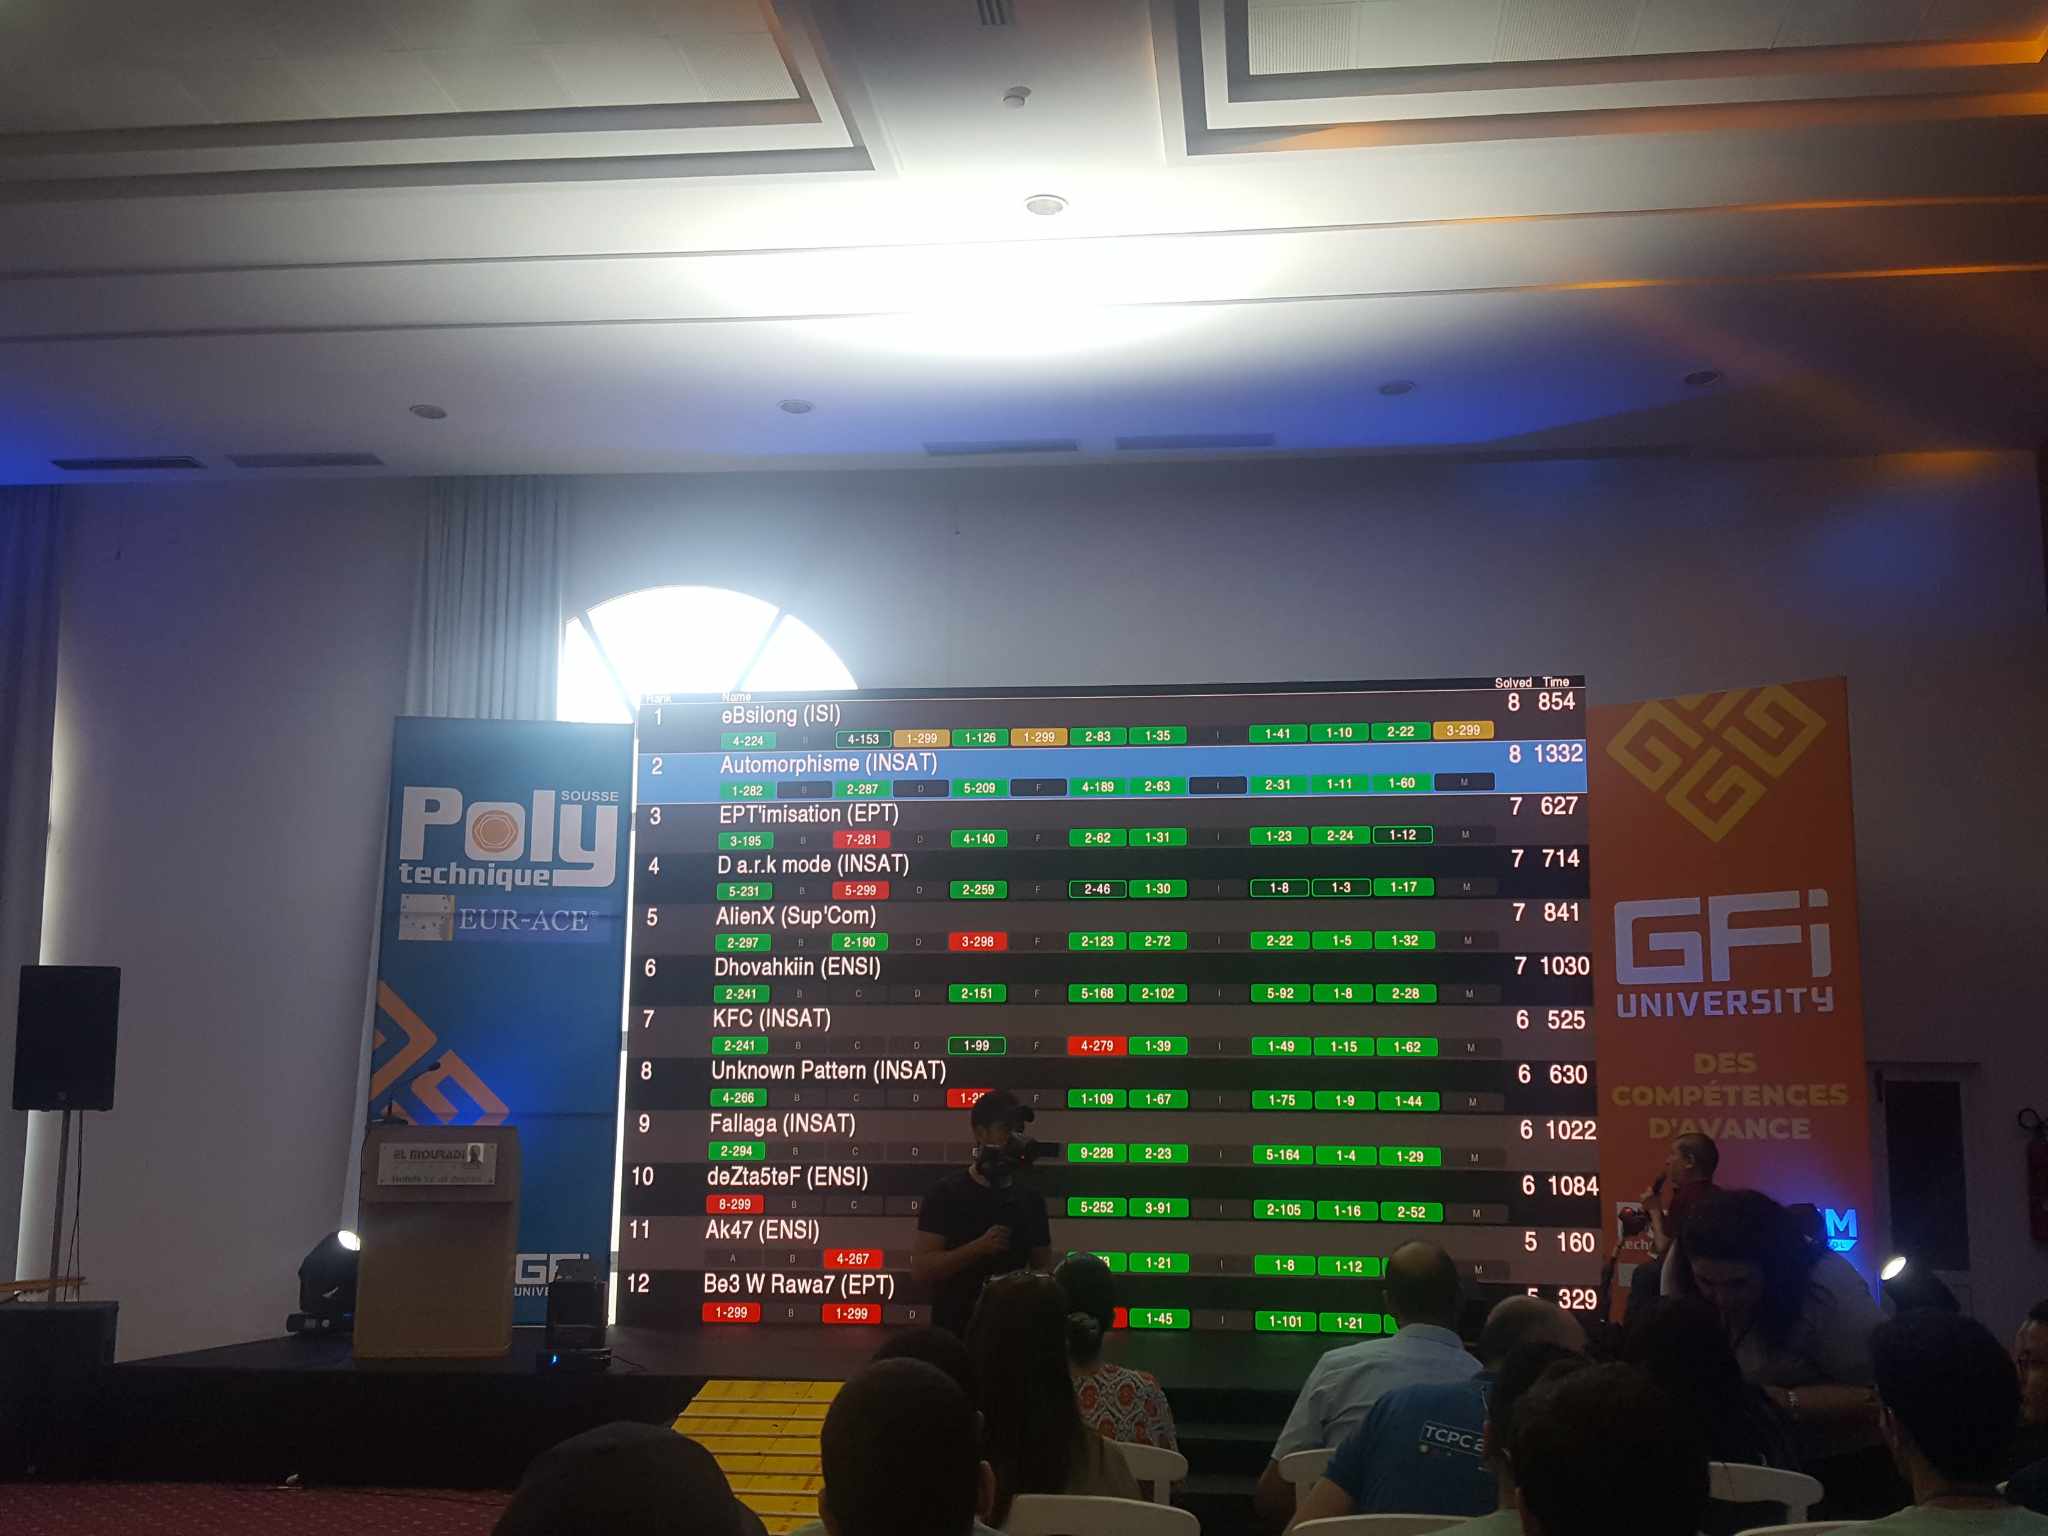 Rank Name Solved Time
1 eBsilong (ISI) 8 854
4-224 B 4-153 1-299 1-126 1-299 2-83 1-35 I 1-41 1-10 2-22 3-299
2 Automorphisme (INSAT) 8 1332
1-282 B 2-287 D 5-209 F 4-189 2-63 I 2-31 1-11 1-60 M
3 EPT'imisation (EPT) 7 627
3-195 B 7-281 D 4-140 F 2-62 1-31 I 1-23 2-24 1-12 M
4 D a.r.k mode (INSAT) 7 714
5-231 B 5-299 D 2-259 F 2-46 1-30 I 1-8 1-3 1-17 M
5 AlienX (Sup'Com) 7 841
2-297 B 2-190 D 3-298 F 2-123 2-72 I 2-22 1-5 1-32 M
6 Dhovahkiin (ENSI) 7 1030
2-241 B C D 2-151 F 5-168 2-102 I 5-92 1-8 2-28 M
7 KFC (INSAT) 6 525
2-241 B C D 1-99 F 4-279 1-39 I 1-49 1-15 1-62 M
8 Unknown Pattern (INSAT) 6 630
4-266 B C D F 1-109 1-67 I 1-75 1-9 1-44 M
9 Fallaga (INSAT) 6 1022
2-294 B C D E 9-228 2-23 I 5-164 1-4 1-29 M
10 deZta5teF (ENSI) 6 1084
8-299 B C D 5-252 3-91 I 2-105 1-16 2-52 M
11 Ak47 (ENSI) 5 160
A B 4-267 1-21 I 1-8 1-12 M
12 Be3 W Rawa7 (EPT) 5 329
1-299 B 1-299 D 1-45 I 1-101 1-21
SOUSSE
Poly
technique
EUR-ACE®
GFi
EL MOURADI
GFi
UNIVERSITY
DES
COMPÉTENCES
D'AVANCE
TCPC